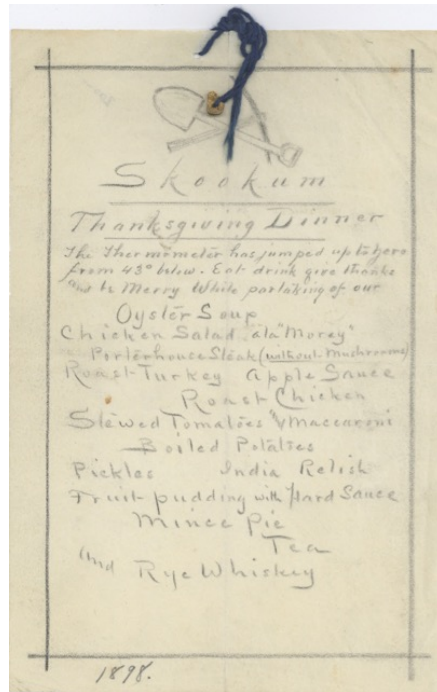 Skookum
Thanksgiving Dinner
The Thermometer has jumped up to zero
from 43° below. Eat drink give thanks
and be Merry While partaking of our
Oyster Soup
Chicken Salad "ála Morey"
Porterhouse Steak (without Mushrooms)
Roast Turkey Apple Sauce
Roast Chicken
Stewed Tomatoes & Maccaroni
Boiled Potatoes
Pickles India Relish
Fruit pudding with Hard Sauce
Mince Pie
Tea
and Rye Whiskey
1898.